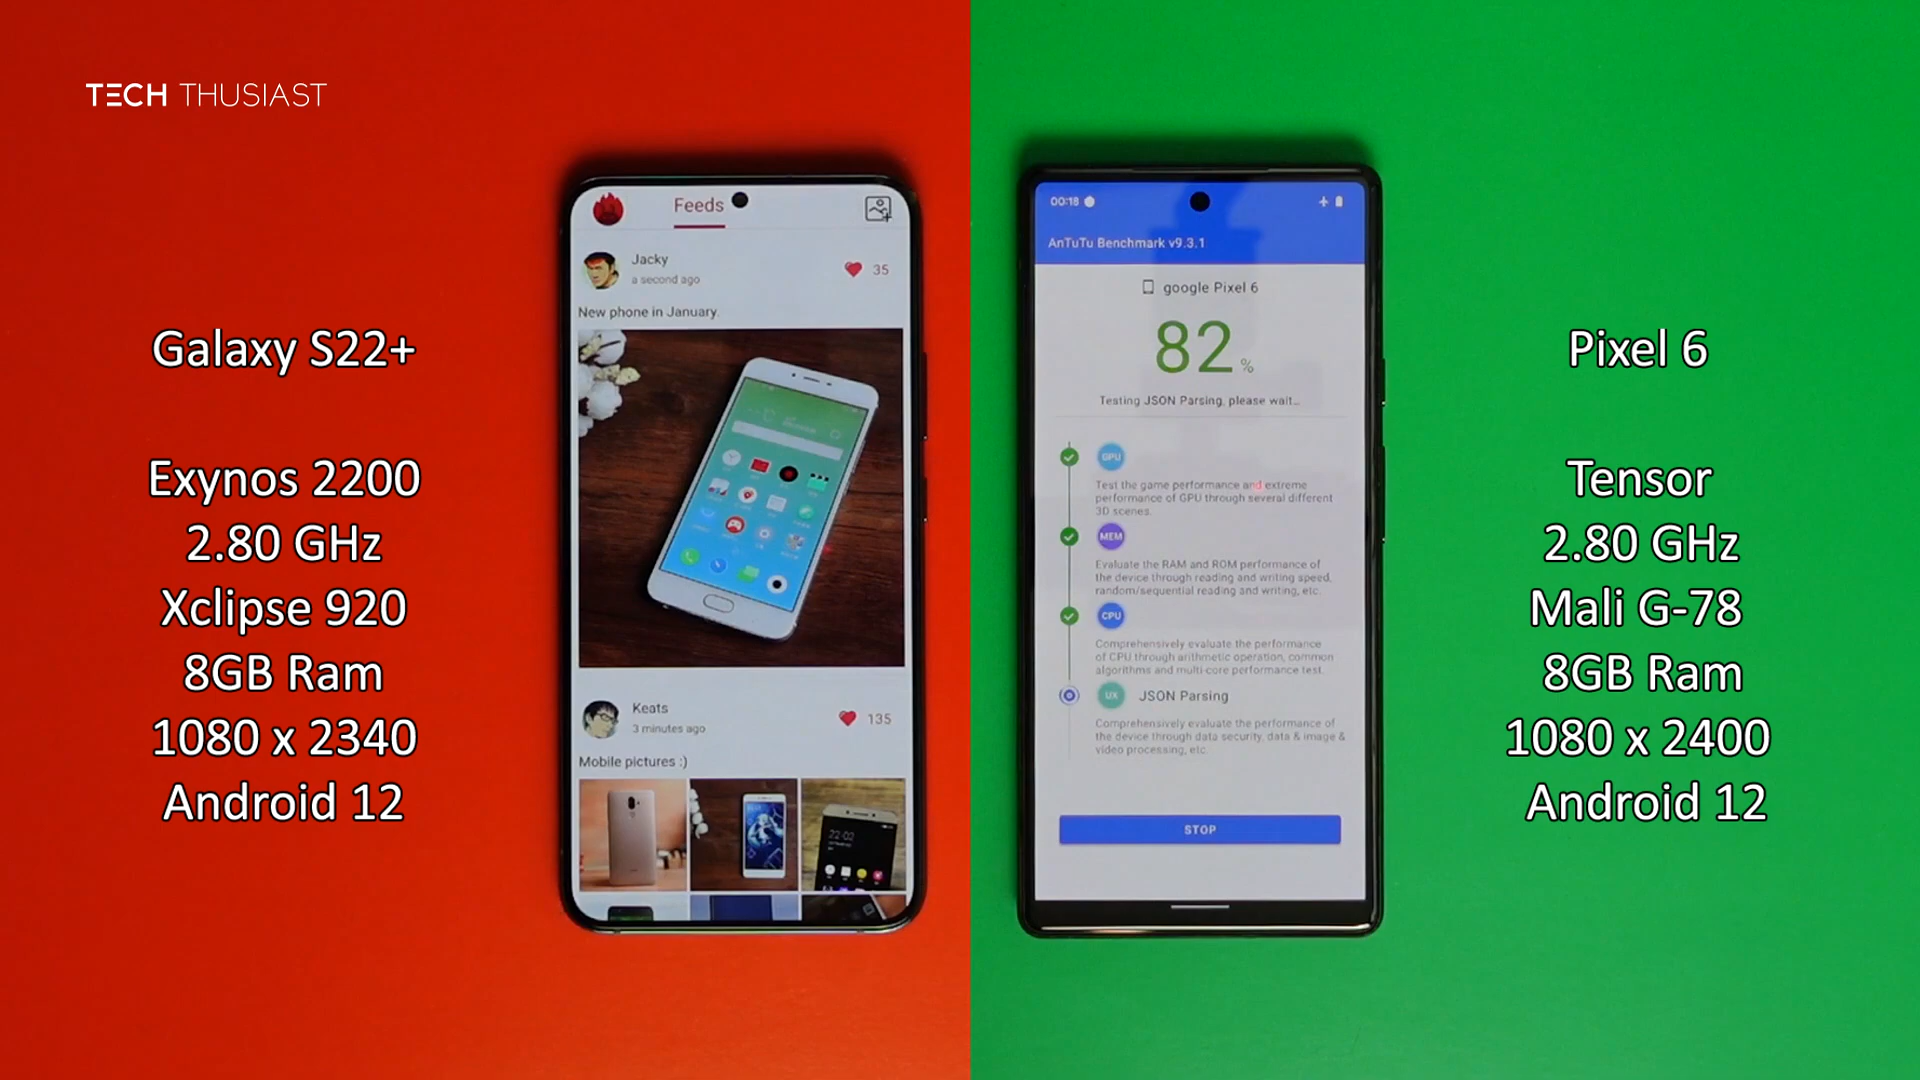 TECH THUSIAST
Galaxy S22+
Exynos 2200
2.80 GHz
Xclipse 920
8GB Ram
1080 x 2340
Android 12
Feeds
Jacky
a second ago
35
New phone in January.
Keats
3 minutes ago
135
Mobile pictures :)
22:02
00:18
AnTuTu Benchmark v9.3.1
google Pixel 6
82%
Testing JSON Parsing, please wait...
GPU
Test the game performance and extreme
performance of GPU through several different
3D scenes.
MEM
Evaluate the RAM and ROM performance of
the device through reading and writing speed,
random/sequential reading and writing, etc.
CPU
Comprehensively evaluate the performance
of CPU through arithmetic operation, common
algorithms and multi-core performance test.
UX JSON Parsing
Comprehensively evaluate the performance of
the device through data security, data & image &
video processing, etc.
STOP
Pixel 6
Tensor
2.80 GHz
Mali G-78
8GB Ram
1080 x 2400
Android 12